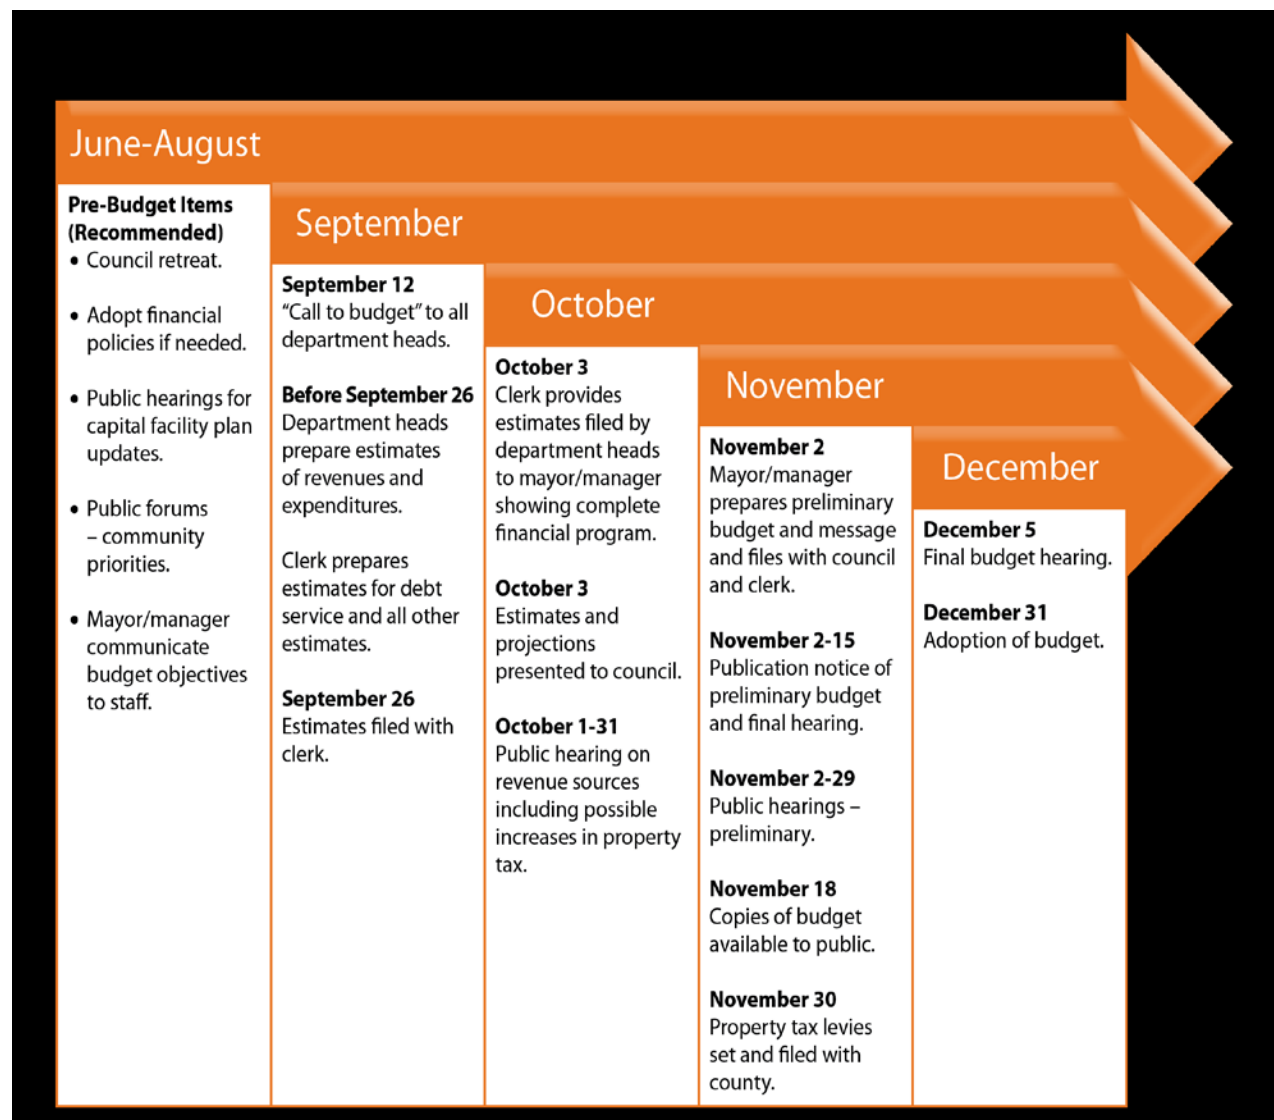 June-August
Pre-Budget Items
(Recommended)
• Council retreat.
• Adopt financial
policies if needed.
• Public hearings for
capital facility plan
updates.
• Public forums
– community
priorities.
• Mayor/manager
communicate
budget objectives
to staff.
September
September 12
“Call to budget” to all
department heads.
Before September 26
Department heads
prepare estimates
of revenues and
expenditures.
Clerk prepares
estimates for debt
service and all other
estimates.
September 26
Estimates filed with
clerk.
October
October 3
Clerk provides
estimates filed by
department heads
to mayor/manager
showing complete
financial program.
October 3
Estimates and
projections
presented to council.
October 1-31
Public hearing on
revenue sources
including possible
increases in property
tax.
November
November 2
Mayor/manager
prepares preliminary
budget and message
and files with council
and clerk.
November 2-15
Publication notice of
preliminary budget
and final hearing.
November 2-29
Public hearings –
preliminary.
November 18
Copies of budget
available to public.
November 30
Property tax levies
set and filed with
county.
December
December 5
Final budget hearing.
December 31
Adoption of budget.